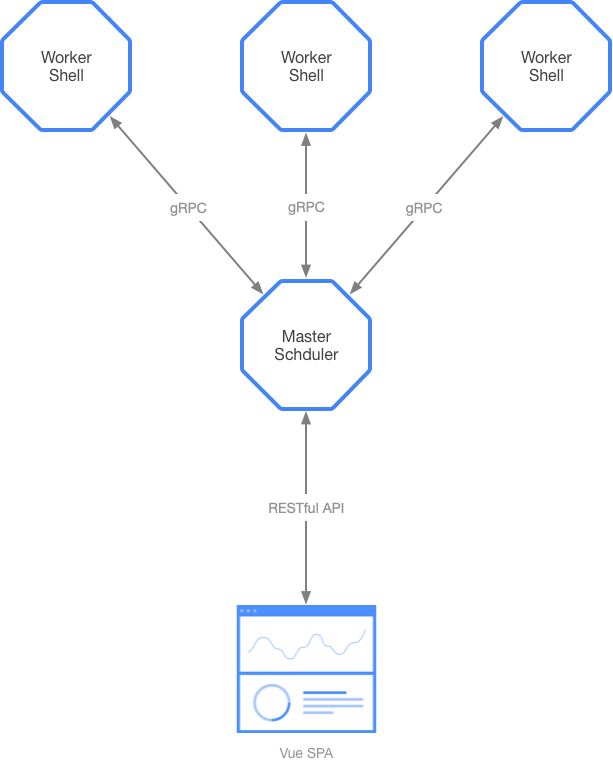 Worker
Shell
Worker
Shell
Worker
Shell
gRPC
gRPC
gRPC
Master
Schduler
RESTful API
Vue SPA